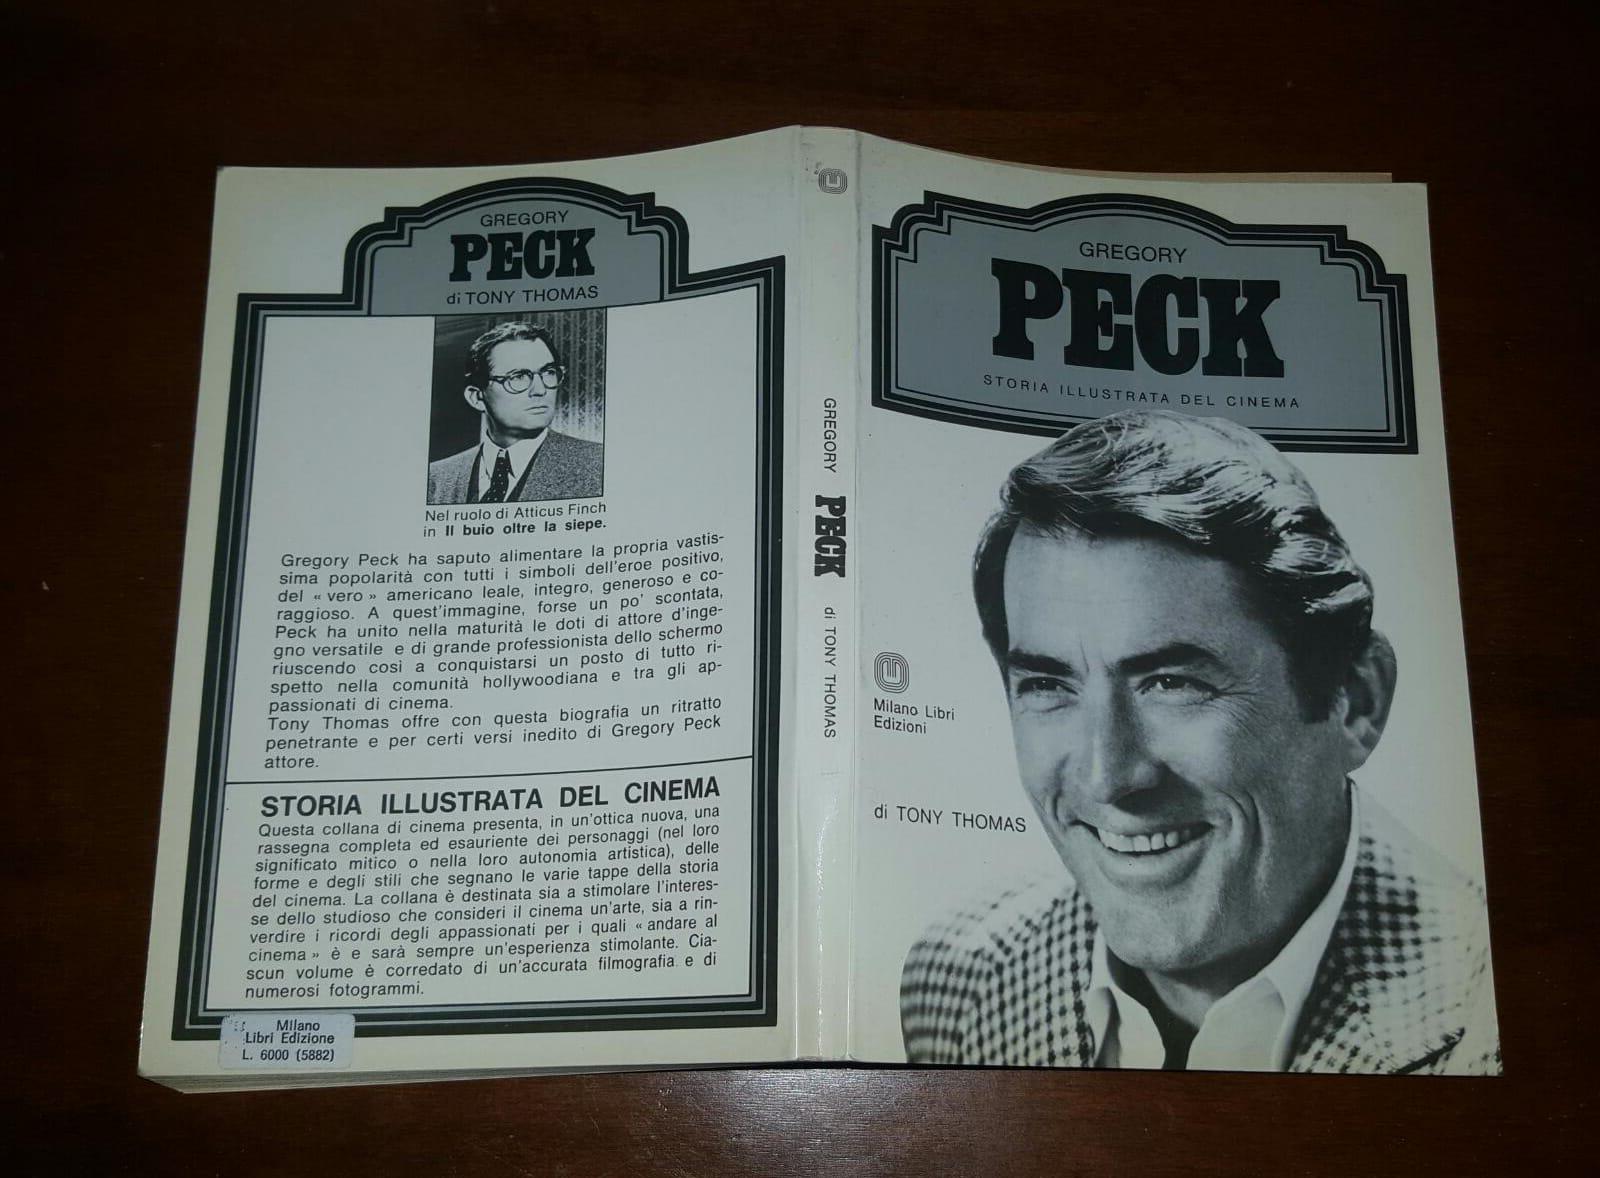 GREGORY
PECK
di TONY THOMAS
Nel ruolo di Atticus Finch
in Il buio oltre la siepe.
Gregory Peck ha saputo alimentare la propria vastis-
sima popolarità con tutti i simboli dell'eroe positivo,
del « vero » americano leale, integro, generoso e co-
raggioso. A quest'immagine, forse un po' scontata,
Peck ha unito nella maturità le doti di attore d'inge-
gno versatile e di grande professionista dello schermo
riuscendo così a conquistarsi un posto di tutto ri-
spetto nella comunità hollywoodiana e tra gli ap-
passionati di cinema.
Tony Thomas offre con questa biografia un ritratto
penetrante e per certi versi inedito di Gregory Peck
attore.
STORIA ILLUSTRATA DEL CINEMA
Questa collana di cinema presenta, in un'ottica nuova, una
rassegna completa ed esauriente dei personaggi (nel loro
significato mitico o nella loro autonomia artistica), delle
forme e degli stili che segnano le varie tappe della storia
del cinema. La collana è destinata sia a stimolare l'interes-
se dello studioso che consideri il cinema un'arte, sia a rin-
verdire i ricordi degli appassionati per i quali « andare al
cinema » è e sarà sempre un'esperienza stimolante. Cia-
scun volume è corredato di un'accurata filmografia e di
numerosi fotogrammi.
Milano
Libri Edizione
L. 6000 (5882)
GREGORY PECK di TONY THOMAS
GREGORY
PECK
STORIA ILLUSTRATA DEL CINEMA
Milano Libri
Edizioni
di TONY THOMAS